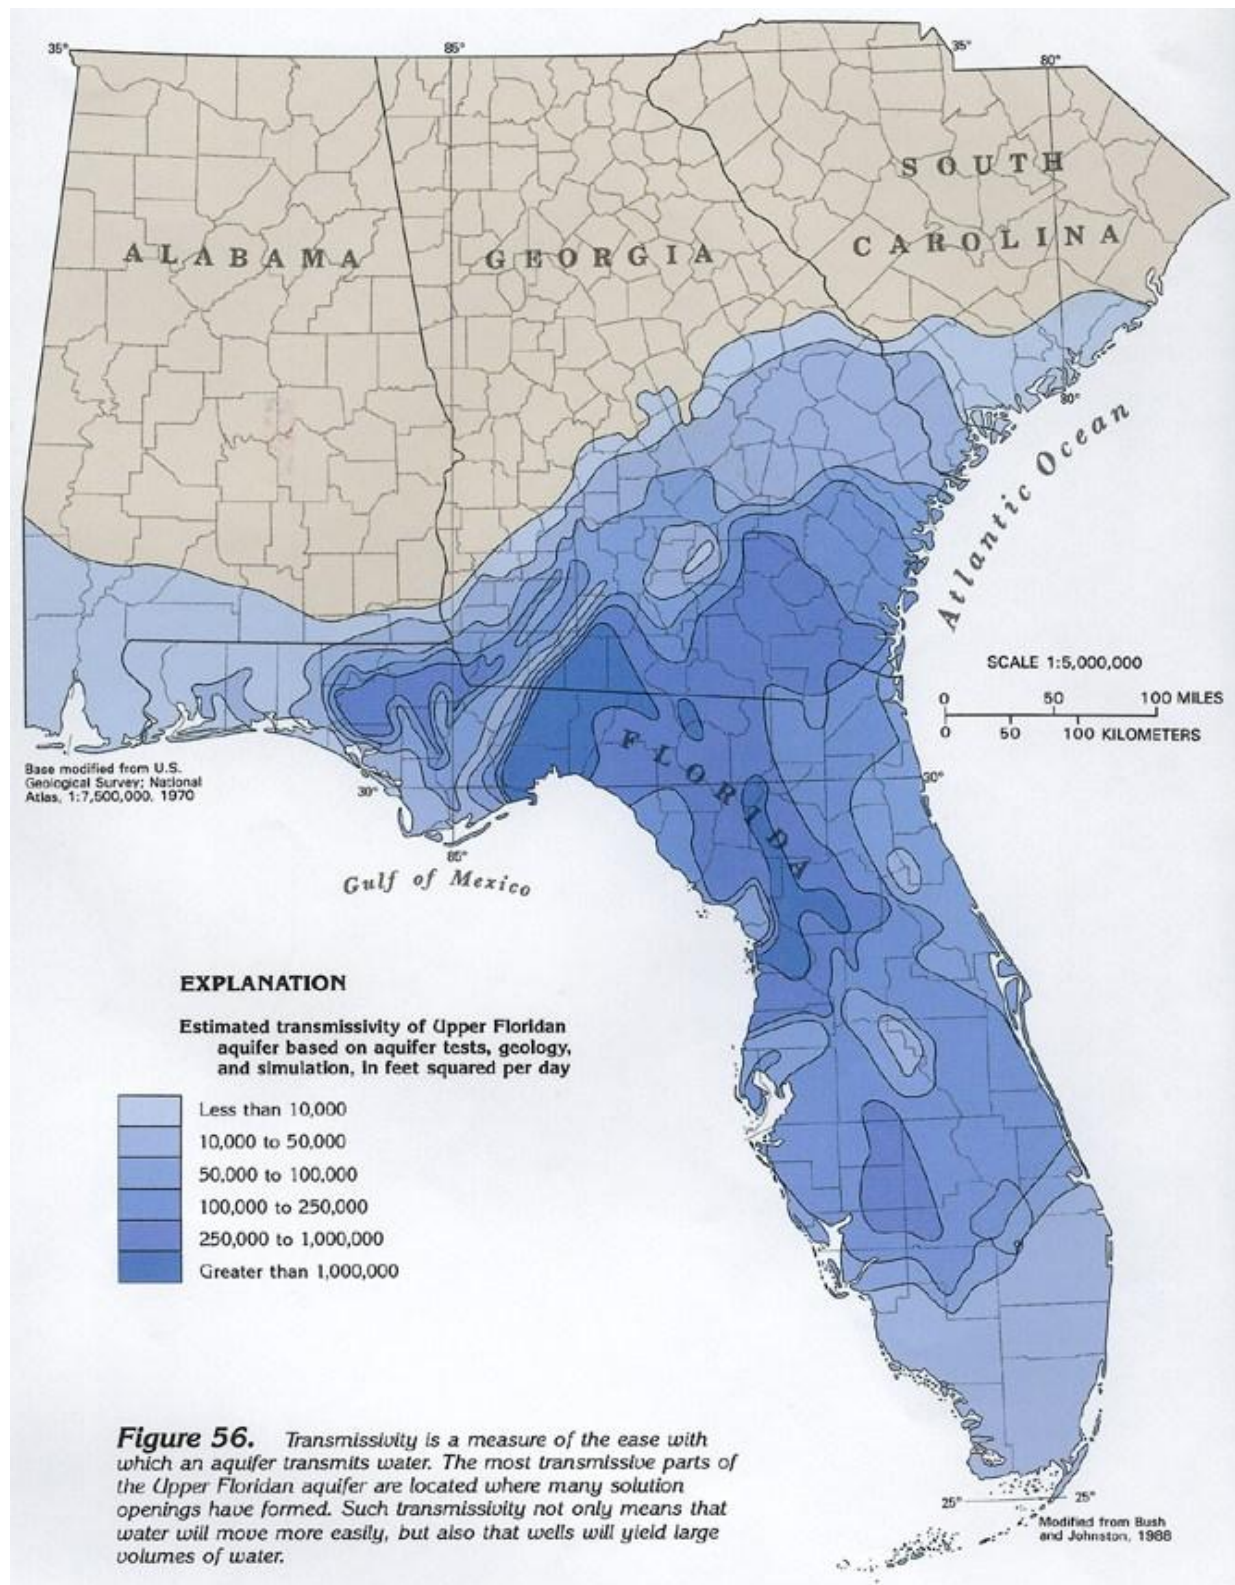 35°
85°
35°
80°
SOUTH
CAROLINA
ALABAMA
GEORGIA
80°
Atlantic Ocean
SCALE 1:5,000,000
0 50 100 MILES
0 50 100 KILOMETERS
FLORIDA
Base modified from U.S.
Geological Survey; National
Atlas, 1:7,500,000, 1970
30°
30°
85°
Gulf of Mexico
EXPLANATION
Estimated transmissivity of Upper Floridan
aquifer based on aquifer tests, geology,
and simulation, in feet squared per day
Less than 10,000
10,000 to 50,000
50,000 to 100,000
100,000 to 250,000
250,000 to 1,000,000
Greater than 1,000,000
Figure 56. Transmissivity is a measure of the ease with
which an aquifer transmits water. The most transmissive parts of
the Upper Floridan aquifer are located where many solution
openings have formed. Such transmissivity not only means that
water will move more easily, but also that wells will yield large
volumes of water.
25° 25°
Modified from Bush
and Johnston, 1988